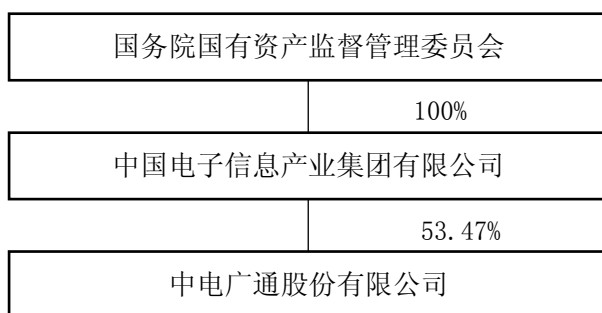 国务院国有资产监督管理委员会
100%
中国电子信息产业集团有限公司
53.47%
中电广通股份有限公司